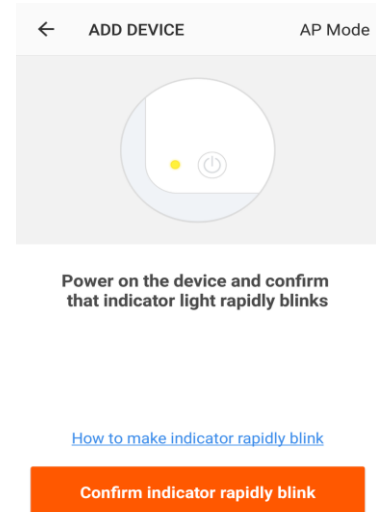 ADD DEVICE AP Mode
Power on the device and confirm
that indicator light rapidly blinks
How to make indicator rapidly blink
Confirm indicator rapidly blink